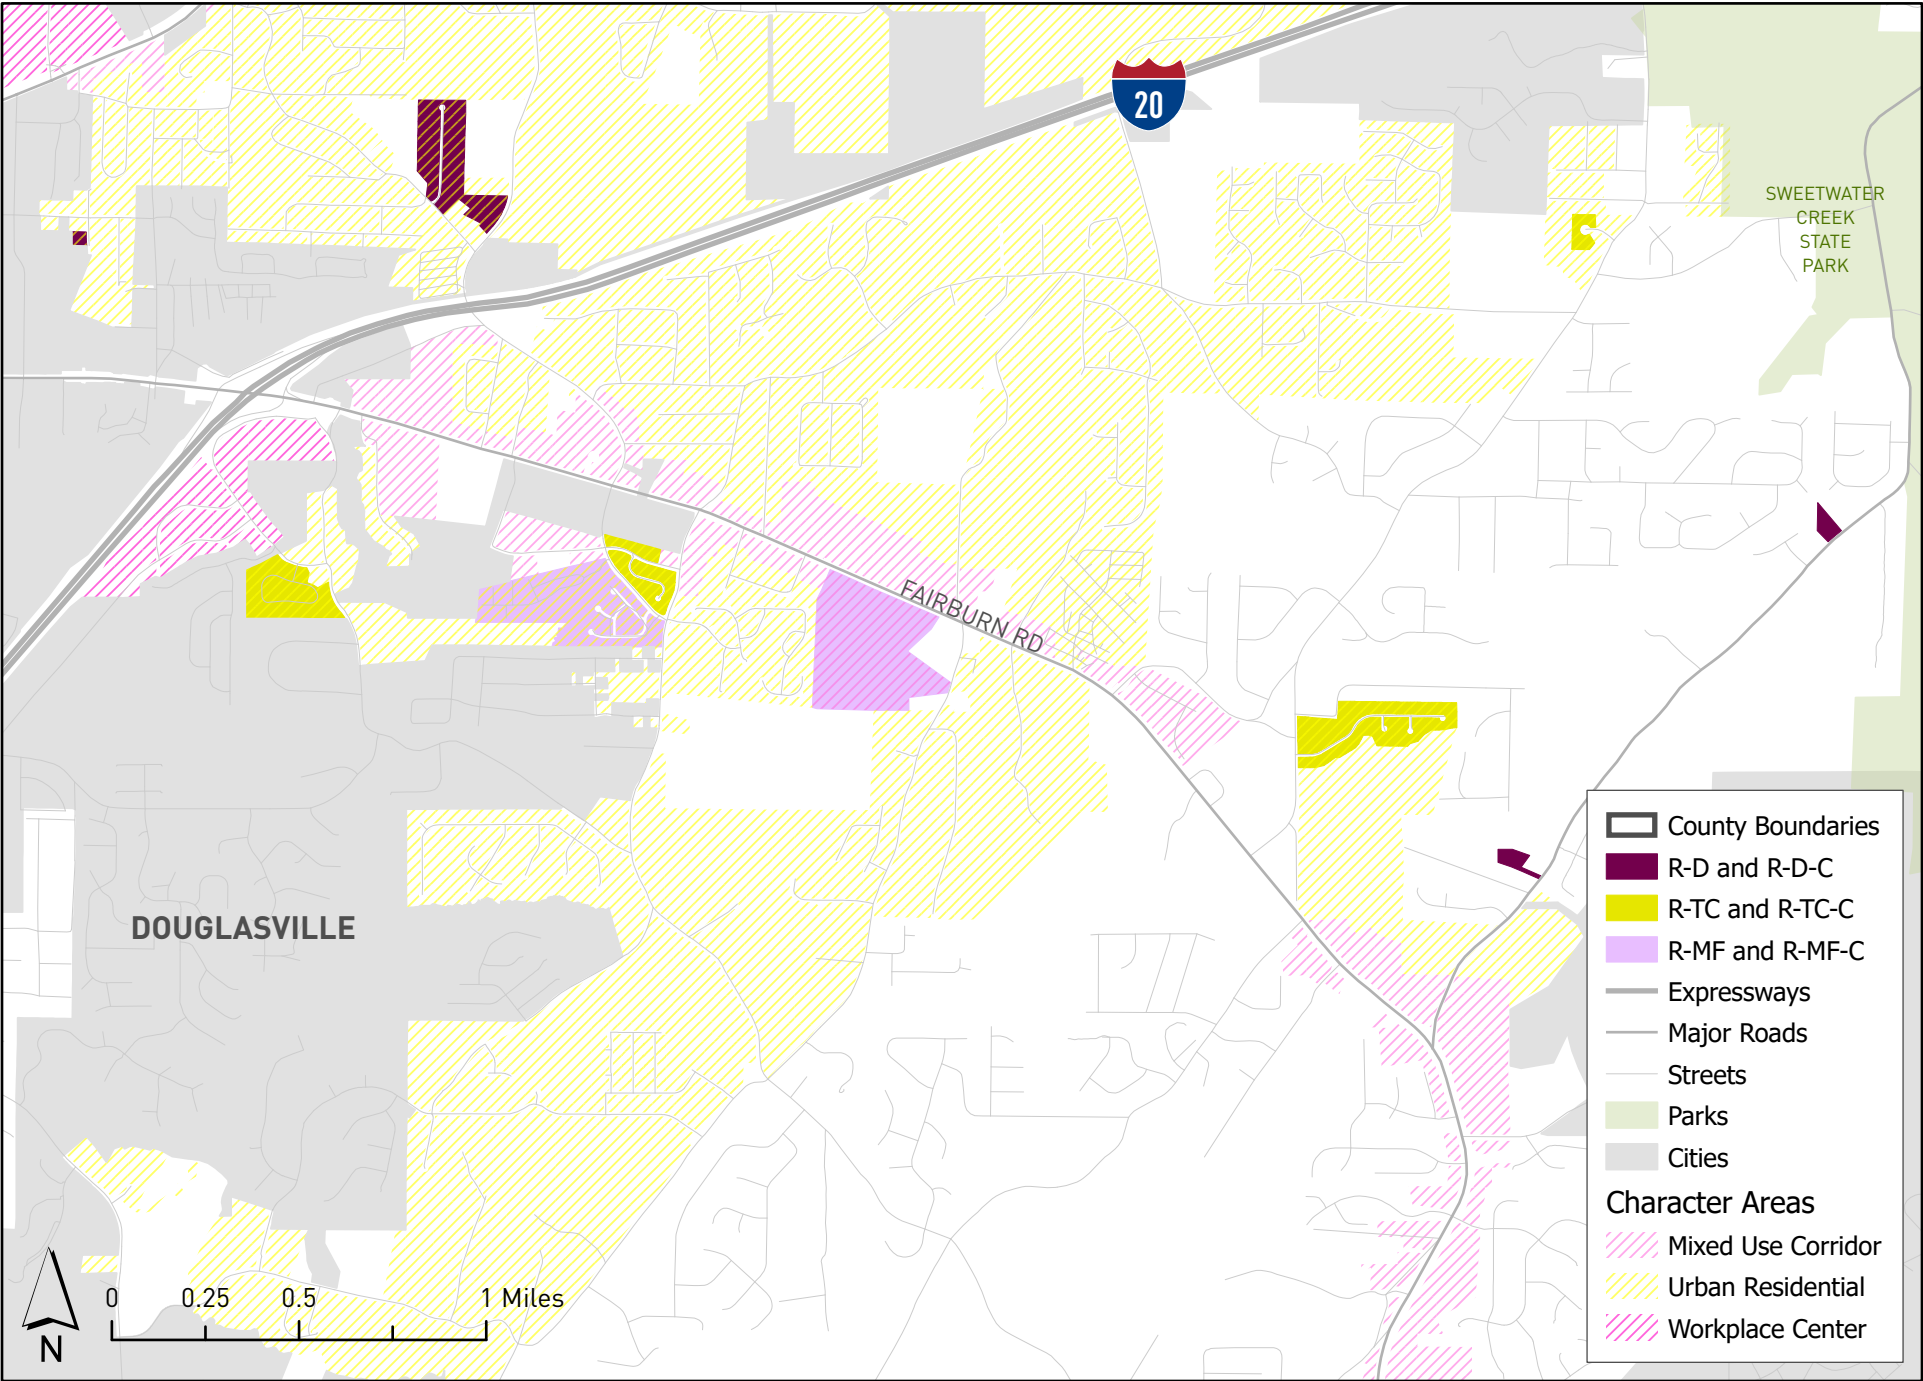 20
SWEETWATER
CREEK
STATE
PARK
FAIRBURN RD
DOUGLASVILLE
County Boundaries
R-D and R-D-C
R-TC and R-TC-C
R-MF and R-MF-C
Expressways
Major Roads
Streets
Parks
Cities
Character Areas
Mixed Use Corridor
Urban Residential
Workplace Center
0 0.25 0.5 1 Miles
N